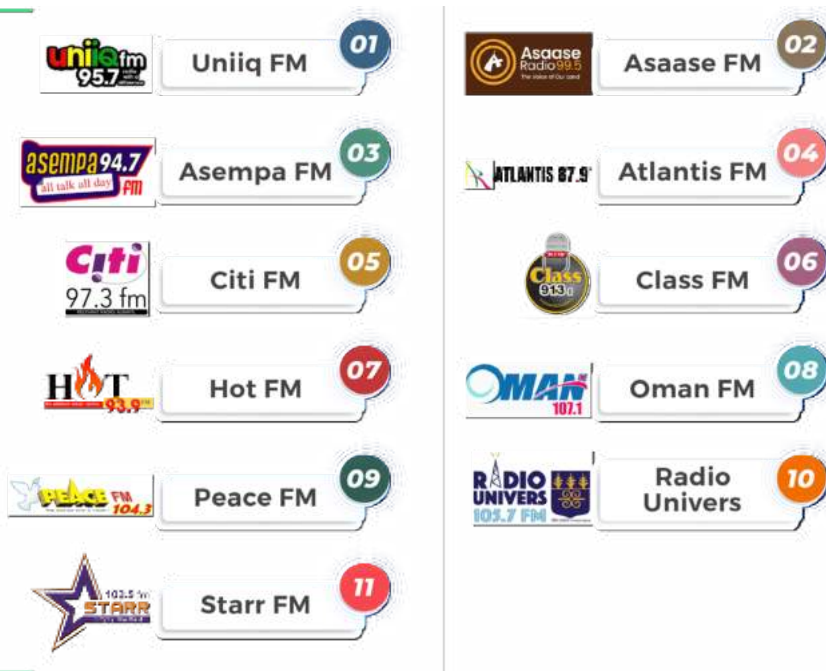 uniiq fm
95.7
Uniiq FM
01
Asaase
Radio 99.5
The Voice of Our Land
Asaase FM
02
asempa 94.7
all talk all day fm
Asempa FM
03
ATLANTIS 87.9
Atlantis FM
04
Citi
97.3 fm
Citi FM
05
Class
91.3
Class FM
06
HOT
93.9
Hot FM
07
OMAN
107.1
Oman FM
08
PEACE FM
104.3
Peace FM
09
RADIO
UNIVERS
105.7 FM
Radio
Univers
10
103.5 fm
STARR
Starr FM
11